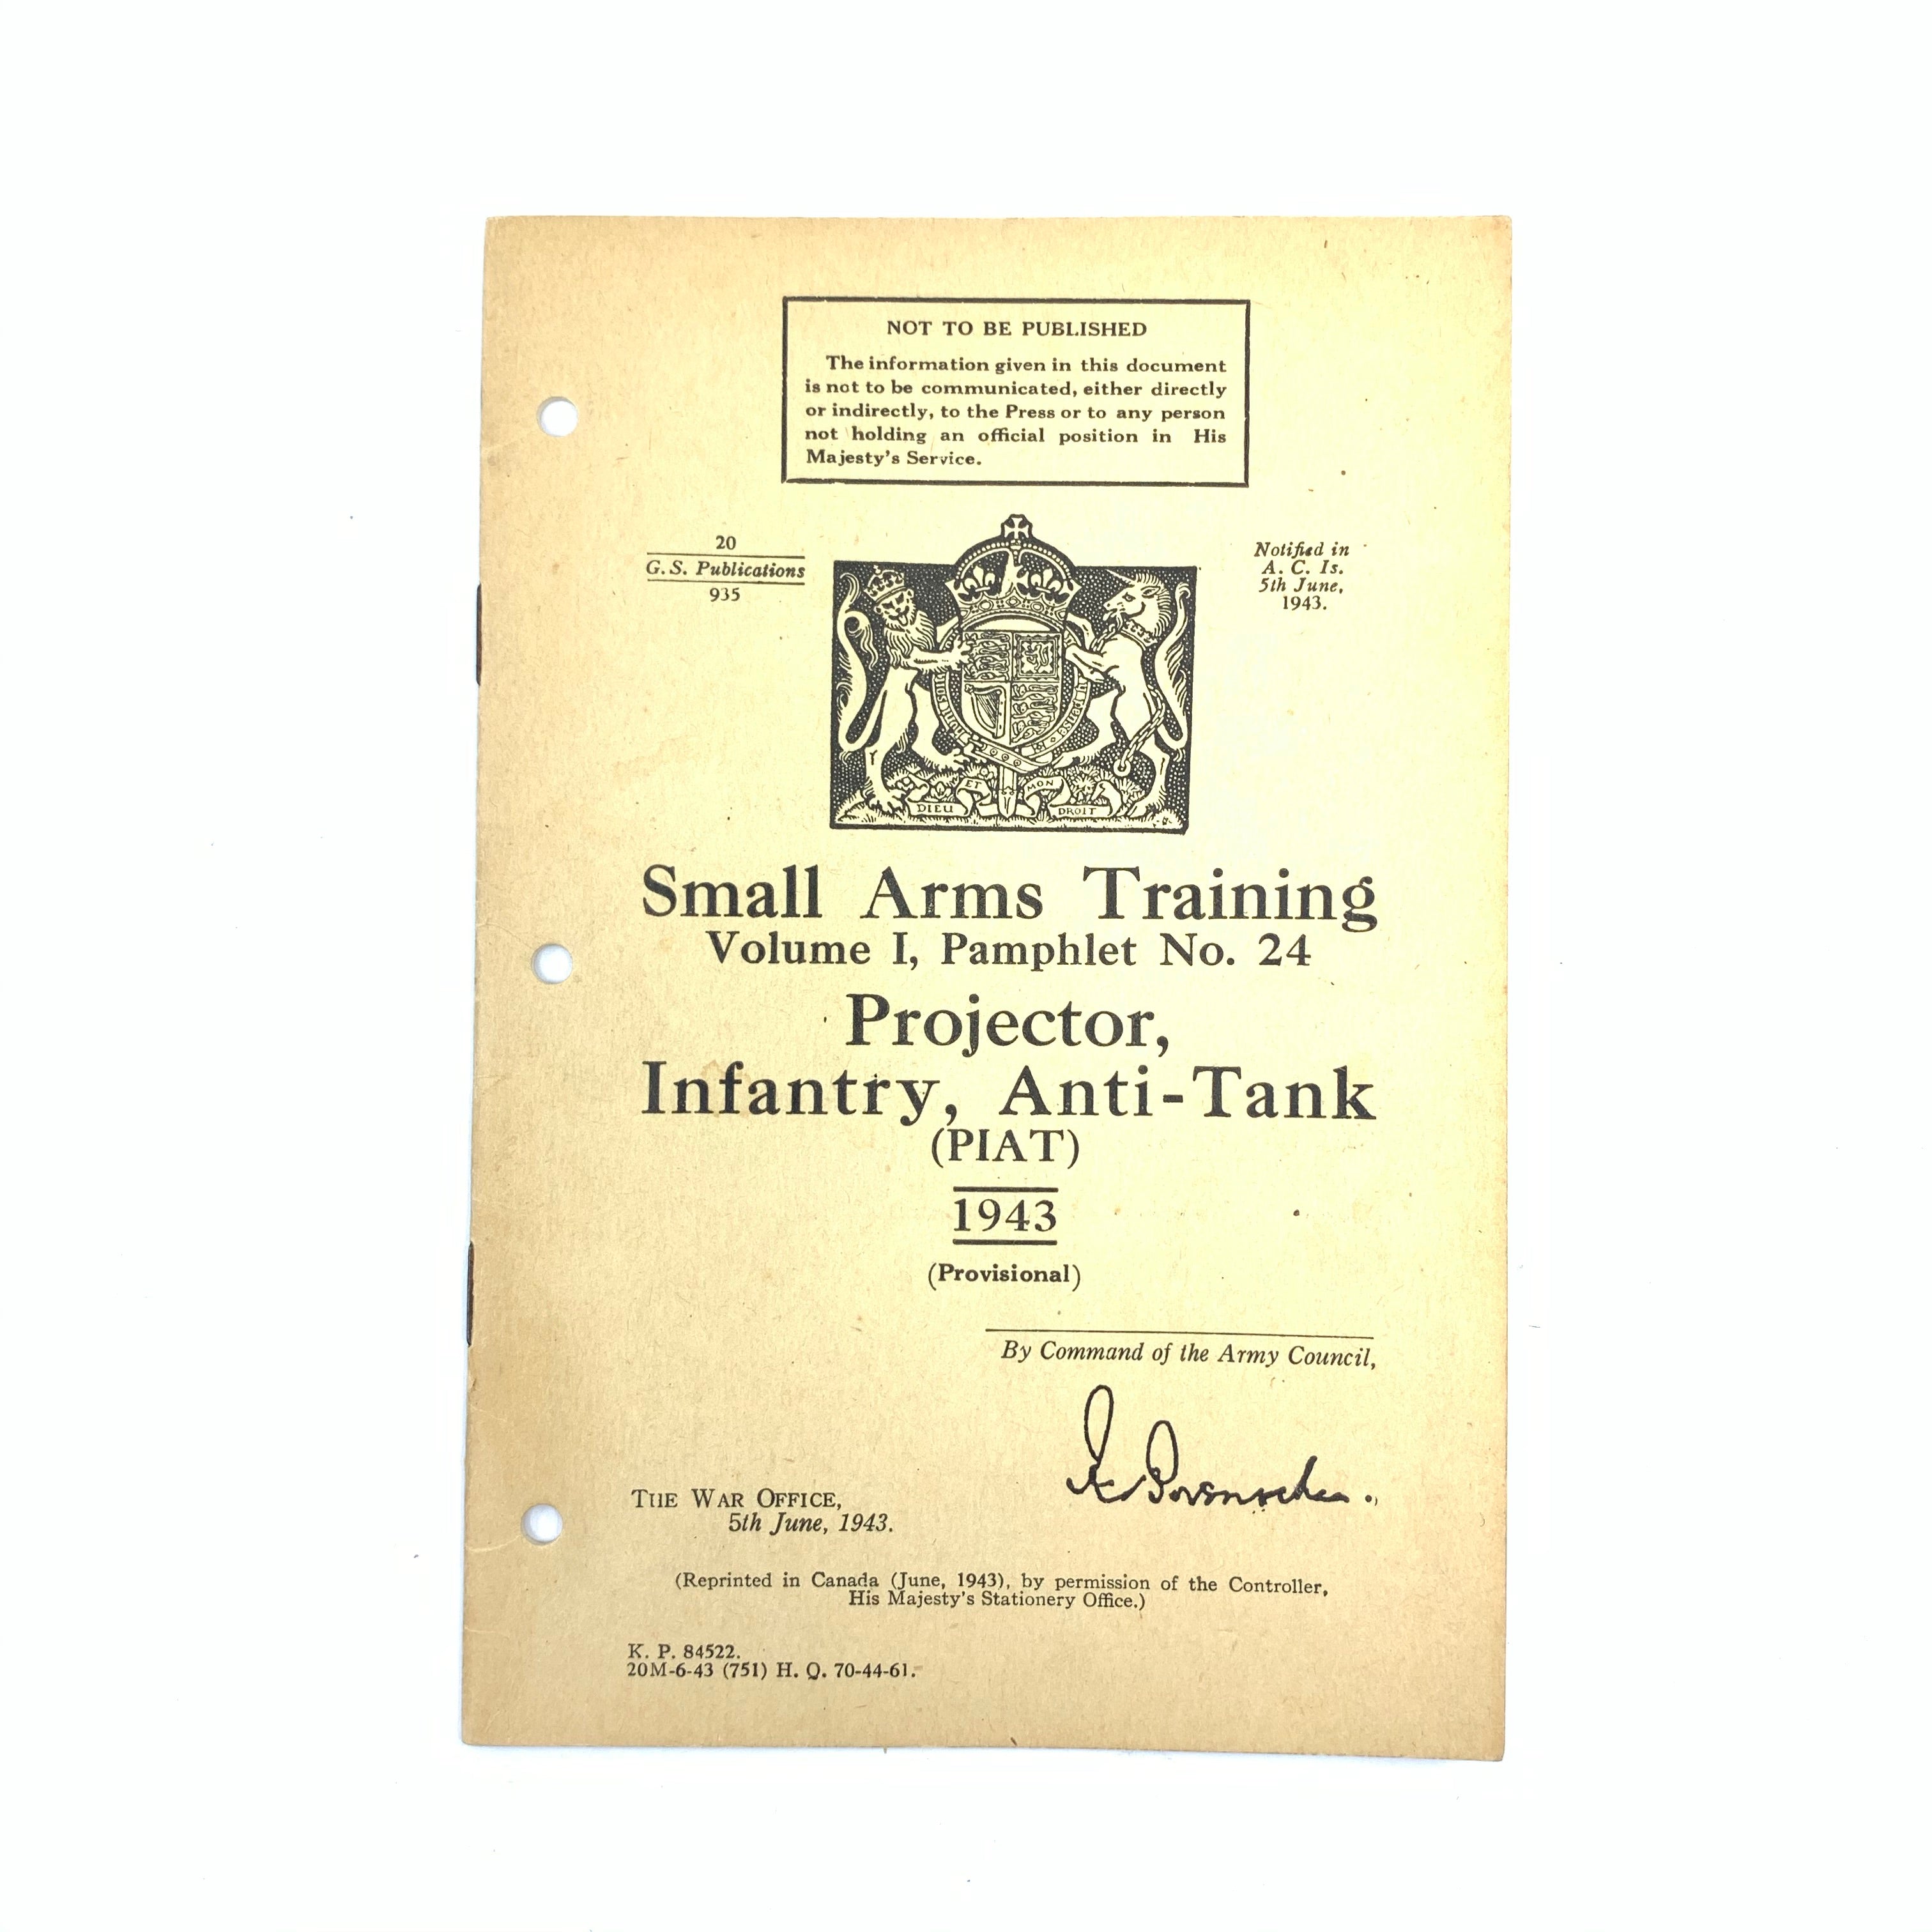 NOT TO BE PUBLISHED
The information given in this document
is not to be communicated, either directly
or indirectly, to the Press or to any person
not holding an official position in His
Majesty's Service.
20
G.S. Publications
935
Notified in
A. C. Is.
5th June,
1943.
DIEU ET MON DROIT
Small Arms Training
Volume I, Pamphlet No. 24
Projector,
Infantry, Anti-Tank
(PIAT)
1943
(Provisional)
By Command of the Army Council,
THE WAR OFFICE,
5th June, 1943.
(Reprinted in Canada (June, 1943), by permission of the Controller,
His Majesty's Stationery Office.)
K. P. 84522.
20M-6-43 (751) H. Q. 70-44-61.